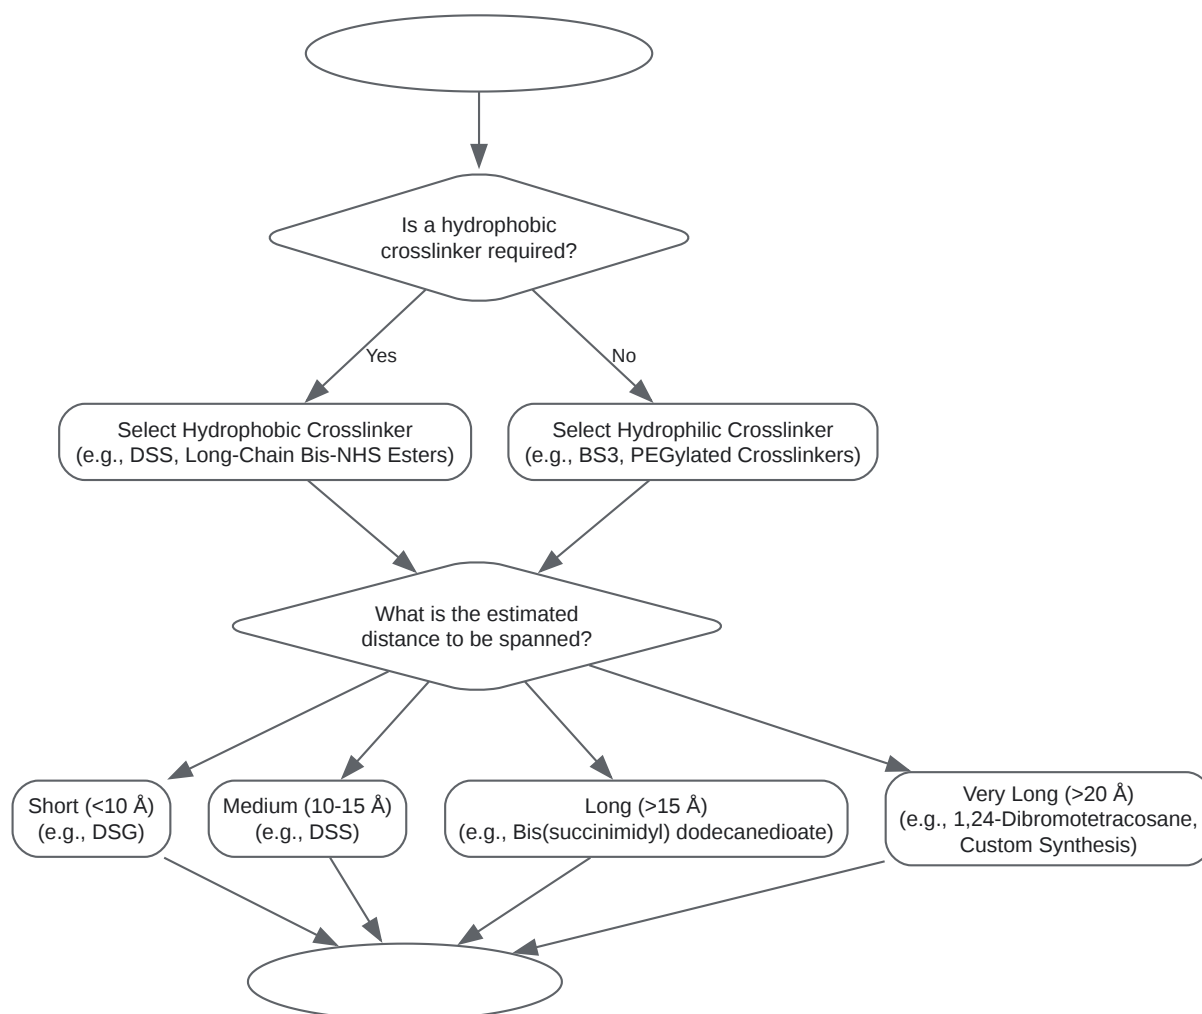 Is a hydrophobic
crosslinker required?
Yes
No
Select Hydrophobic Crosslinker
(e.g., DSS, Long-Chain Bis-NHS Esters)
Select Hydrophilic Crosslinker
(e.g., BS3, PEGylated Crosslinkers)
What is the estimated
distance to be spanned?
Short (<10 Å)
(e.g., DSG)
Medium (10-15 Å)
(e.g., DSS)
Long (>15 Å)
(e.g., Bis(succinimidyl) dodecanedioate)
Very Long (>20 Å)
(e.g., 1,24-Dibromotetracosane,
Custom Synthesis)